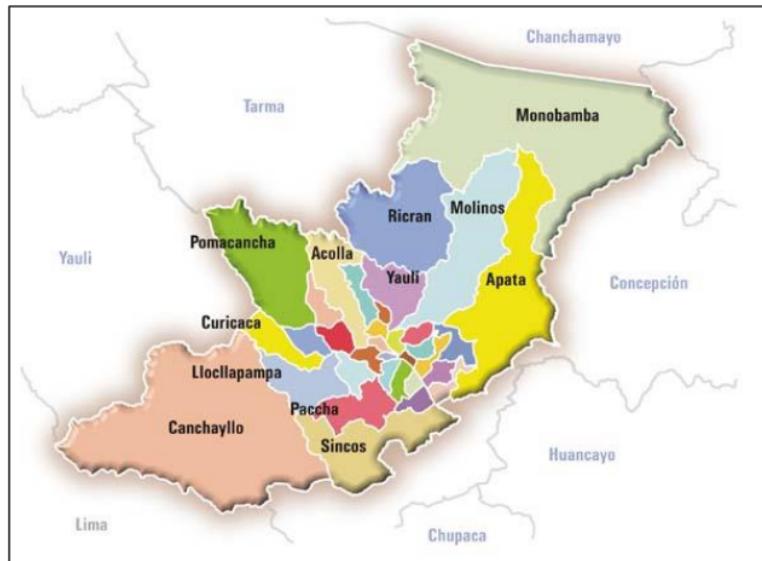 Chanchamayo
Tarma
Monobamba
Ricran
Molinos
Pomacancha
Acolla
Yauli
Yauli
Apata
Concepción
Curicaca
Llocllapampa
Paccha
Canchayllo
Sincos
Huancayo
Lima
Chupaca